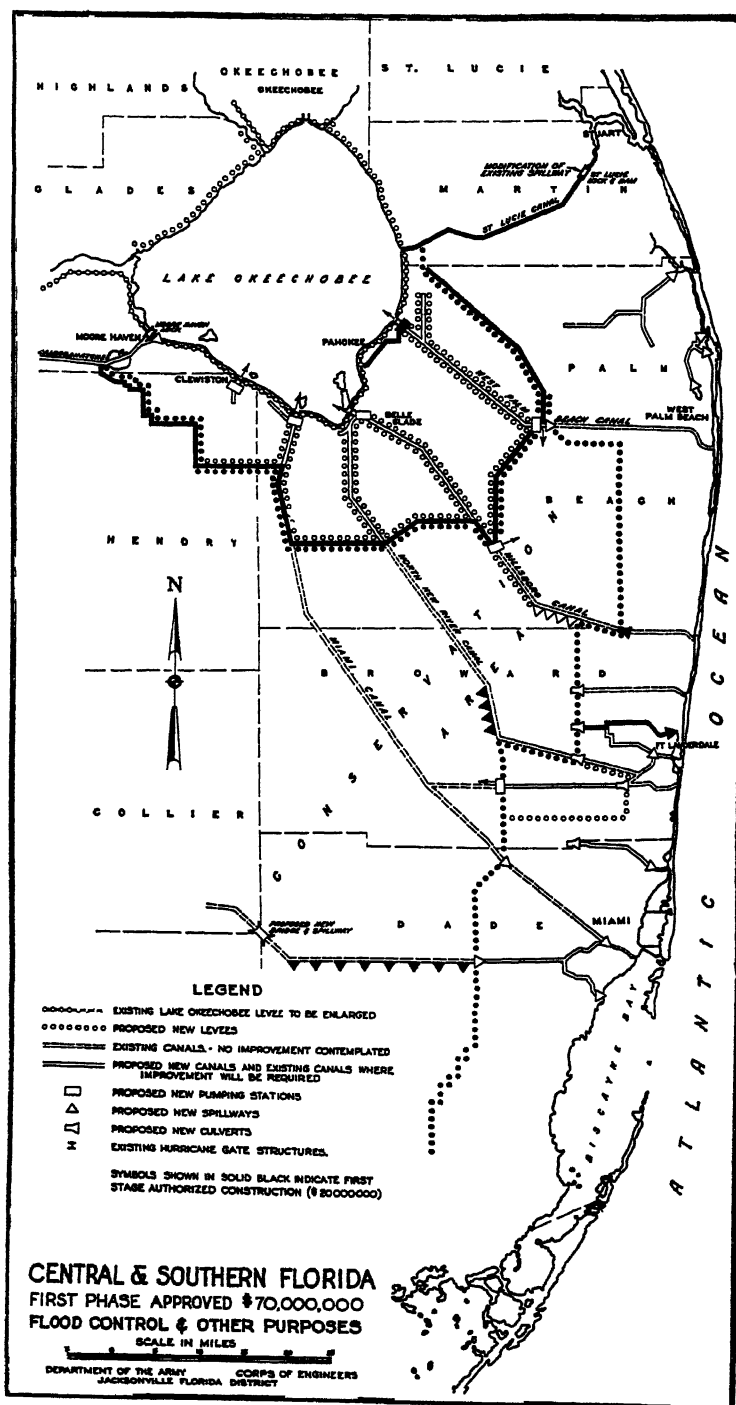 OKEECHOBEE
OKEECHOBEE
ST. LUCIE
HIGHLANDS
STUART
MODIFICATION OF
EXISTING SPILLWAY
ST LUCIE
LOCK & DAM
GLADES
MARTIN
ST LUCIE CANAL
LAKE OKEECHOBEE
MOORE HAVEN
PAHOKEE
PALM
CLEWISTON
WEST PALM
BEACH CANAL
WEST
PALM BEACH
BELLE
GLADE
BEACH
HENDRY
N
HILLSBORO
CANAL
NORTH NEW RIVER CANAL
MIAMI CANAL
BROWARD
CONSERVATION
AREA
FT LAUDERDALE
COLLIER
PROPOSED NEW
BRIDGE & SPILLWAY
DADE
MIAMI
ATLANTIC OCEAN
BISCAYNE BAY
LEGEND
EXISTING LAKE OKEECHOBEE LEVEE TO BE ENLARGED
PROPOSED NEW LEVEES
EXISTING CANALS - NO IMPROVEMENT CONTEMPLATED
PROPOSED NEW CANALS AND EXISTING CANALS WHERE
IMPROVEMENT WILL BE REQUIRED
PROPOSED NEW PUMPING STATIONS
PROPOSED NEW SPILLWAYS
PROPOSED NEW CULVERTS
EXISTING HURRICANE GATE STRUCTURES.
SYMBOLS SHOWN IN SOLID BLACK INDICATE FIRST
STAGE AUTHORIZED CONSTRUCTION ($20000000)
CENTRAL & SOUTHERN FLORIDA
FIRST PHASE APPROVED $70,000,000
FLOOD CONTROL & OTHER PURPOSES
SCALE IN MILES
DEPARTMENT OF THE ARMY CORPS OF ENGINEERS
JACKSONVILLE FLORIDA DISTRICT